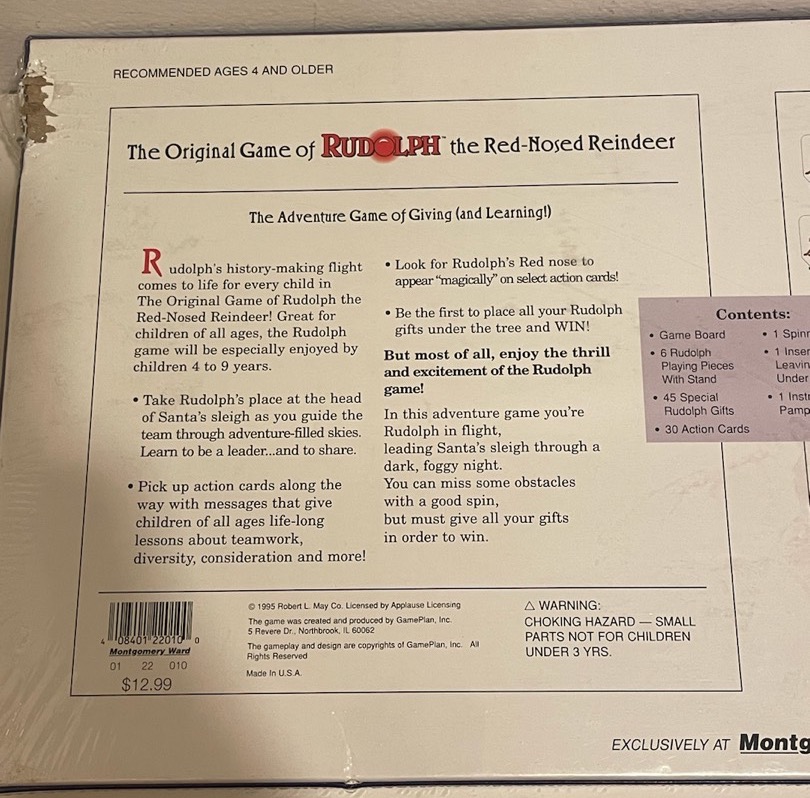 RECOMMENDED AGES 4 AND OLDER
The Original Game of RUDOLPH™ the Red-Nosed Reindeer
The Adventure Game of Giving (and Learning!)
Rudolph's history-making flight
comes to life for every child in
The Original Game of Rudolph the
Red-Nosed Reindeer! Great for
children of all ages, the Rudolph
game will be especially enjoyed by
children 4 to 9 years.
• Take Rudolph's place at the head
of Santa's sleigh as you guide the
team through adventure-filled skies.
Learn to be a leader...and to share.
• Pick up action cards along the
way with messages that give
children of all ages life-long
lessons about teamwork,
diversity, consideration and more!
• Look for Rudolph's Red nose to
appear "magically" on select action cards!
• Be the first to place all your Rudolph
gifts under the tree and WIN!
But most of all, enjoy the thrill
and excitement of the Rudolph
game!
In this adventure game you're
Rudolph in flight,
leading Santa's sleigh through a
dark, foggy night.
You can miss some obstacles
with a good spin,
but must give all your gifts
in order to win.
Contents:
• Game Board
• 6 Rudolph
Playing Pieces
With Stand
• 45 Special
Rudolph Gifts
• 30 Action Cards
• 1 Spinn
• 1 Inser
Leavin
Under
• 1 Inst
Pamp
4 08401 22010 0
Montgomery Ward
01 22 010
$12.99
© 1995 Robert L. May Co. Licensed by Applause Licensing
The game was created and produced by GamePlan, Inc.
5 Revere Dr., Northbrook, IL 60062
The gameplay and design are copyrights of GamePlan, Inc. All
Rights Reserved
Made In U.S.A.
⚠ WARNING:
CHOKING HAZARD — SMALL
PARTS NOT FOR CHILDREN
UNDER 3 YRS.
EXCLUSIVELY AT Montg